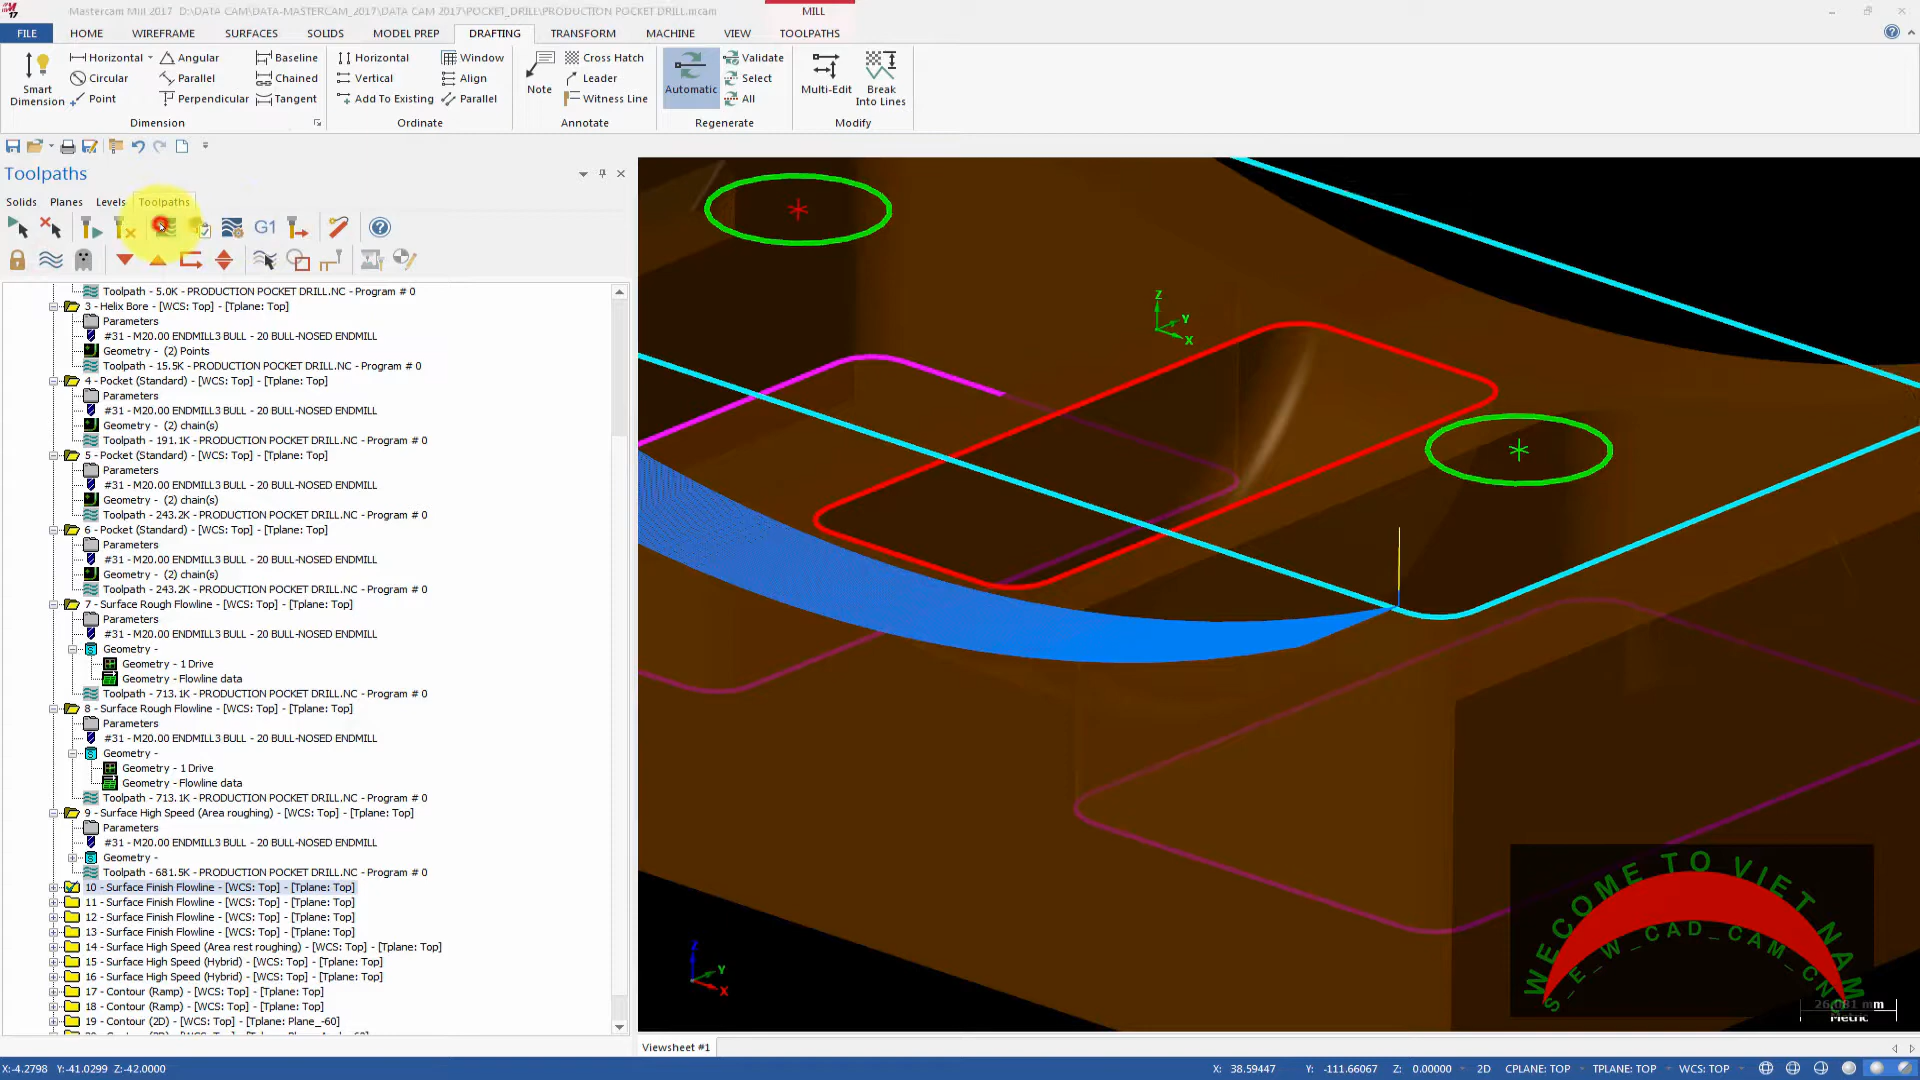 Mastercam Mill 2017 D:\DATA CAM\DATA-MASTERCAM_2017\DATA CAM 2017\POCKET_DRILL\PRODUCTION POCKET DRILL.mcam
MILL
FILE HOME WIREFRAME SURFACES SOLIDS MODEL PREP DRAFTING TRANSFORM MACHINE VIEW TOOLPATHS
Horizontal Angular Baseline Horizontal Window Cross Hatch Validate
Circular Parallel Chained Vertical Align Leader Select
Smart Dimension Point Perpendicular Tangent Add To Existing Parallel Note Witness Line Automatic All Multi-Edit Break Into Lines
Dimension Ordinate Annotate Regenerate Modify
Toolpaths
Solids Planes Levels Toolpaths
G1
Toolpath - 5.0K - PRODUCTION POCKET DRILL.NC - Program # 0
3 - Helix Bore - [WCS: Top] - [Tplane: Top]
Parameters
#31 - M20.00 ENDMILL3 BULL - 20 BULL-NOSED ENDMILL
Geometry - (2) Points
Toolpath - 15.5K - PRODUCTION POCKET DRILL.NC - Program # 0
4 - Pocket (Standard) - [WCS: Top] - [Tplane: Top]
Parameters
#31 - M20.00 ENDMILL3 BULL - 20 BULL-NOSED ENDMILL
Geometry - (2) chain(s)
Toolpath - 191.1K - PRODUCTION POCKET DRILL.NC - Program # 0
5 - Pocket (Standard) - [WCS: Top] - [Tplane: Top]
Parameters
#31 - M20.00 ENDMILL3 BULL - 20 BULL-NOSED ENDMILL
Geometry - (2) chain(s)
Toolpath - 243.2K - PRODUCTION POCKET DRILL.NC - Program # 0
6 - Pocket (Standard) - [WCS: Top] - [Tplane: Top]
Parameters
#31 - M20.00 ENDMILL3 BULL - 20 BULL-NOSED ENDMILL
Geometry - (2) chain(s)
Toolpath - 243.2K - PRODUCTION POCKET DRILL.NC - Program # 0
7 - Surface Rough Flowline - [WCS: Top] - [Tplane: Top]
Parameters
#31 - M20.00 ENDMILL3 BULL - 20 BULL-NOSED ENDMILL
Geometry -
Geometry - 1 Drive
Geometry - Flowline data
Toolpath - 713.1K - PRODUCTION POCKET DRILL.NC - Program # 0
8 - Surface Rough Flowline - [WCS: Top] - [Tplane: Top]
Parameters
#31 - M20.00 ENDMILL3 BULL - 20 BULL-NOSED ENDMILL
Geometry -
Geometry - 1 Drive
Geometry - Flowline data
Toolpath - 713.1K - PRODUCTION POCKET DRILL.NC - Program # 0
9 - Surface High Speed (Area roughing) - [WCS: Top] - [Tplane: Top]
Parameters
#31 - M20.00 ENDMILL3 BULL - 20 BULL-NOSED ENDMILL
Geometry -
Toolpath - 681.5K - PRODUCTION POCKET DRILL.NC - Program # 0
10 - Surface Finish Flowline - [WCS: Top] - [Tplane: Top]
11 - Surface Finish Flowline - [WCS: Top] - [Tplane: Top]
12 - Surface Finish Flowline - [WCS: Top] - [Tplane: Top]
13 - Surface Finish Flowline - [WCS: Top] - [Tplane: Top]
14 - Surface High Speed (Area rest roughing) - [WCS: Top] - [Tplane: Top]
15 - Surface High Speed (Hybrid) - [WCS: Top] - [Tplane: Top]
16 - Surface High Speed (Hybrid) - [WCS: Top] - [Tplane: Top]
17 - Contour (Ramp) - [WCS: Top] - [Tplane: Top]
18 - Contour (Ramp) - [WCS: Top] - [Tplane: Top]
19 - Contour (2D) - [WCS: Top] - [Tplane: Plane_-60]
Z Y X
Z Y X
WECOME TO VIET NAM
S_E_W_CAD_CAM_CNC
Metric
Viewsheet #1
X:-4.2798 Y:-41.0299 Z:-42.0000
X: 38.59447 Y: -111.66067 Z: 0.00000 2D CPLANE: TOP TPLANE: TOP WCS: TOP